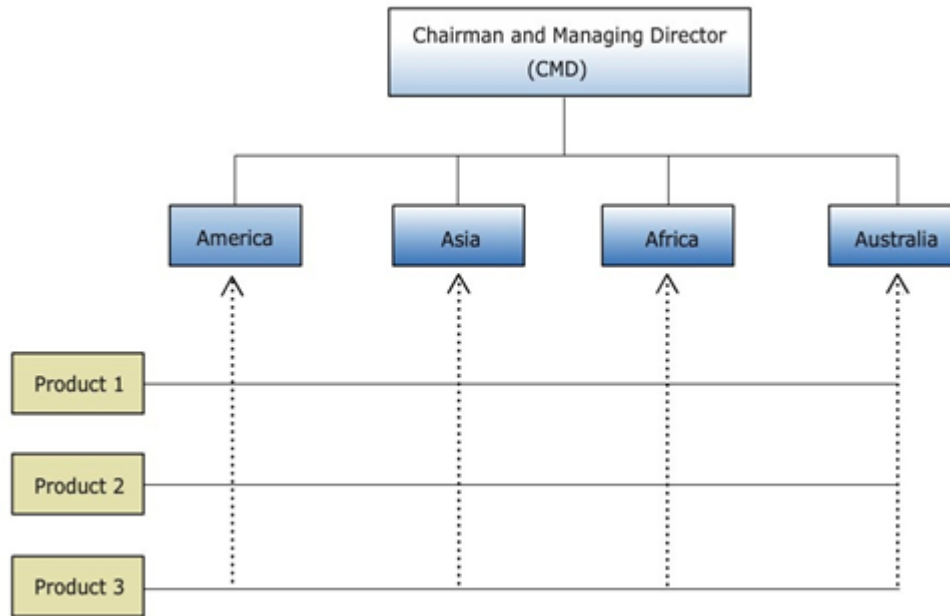 Chairman and Managing Director
(CMD)
America
Asia
Africa
Australia
Product 1
Product 2
Product 3